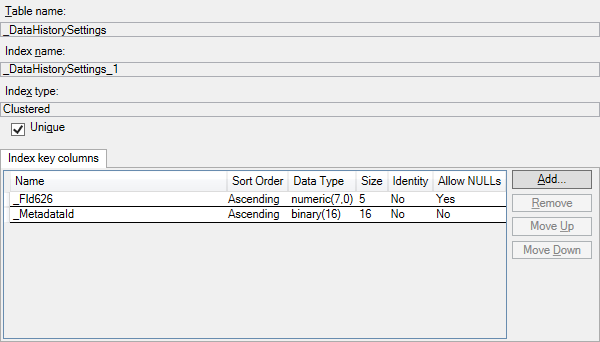 Table name:
_DataHistorySettings
Index name:
_DataHistorySettings_1
Index type:
Clustered
Unique
Index key columns
Name Sort Order Data Type Size Identity Allow NULLs
_Fld626 Ascending numeric(7,0) 5 No Yes
_MetadataId Ascending binary(16) 16 No No
Add...
Remove
Move Up
Move Down